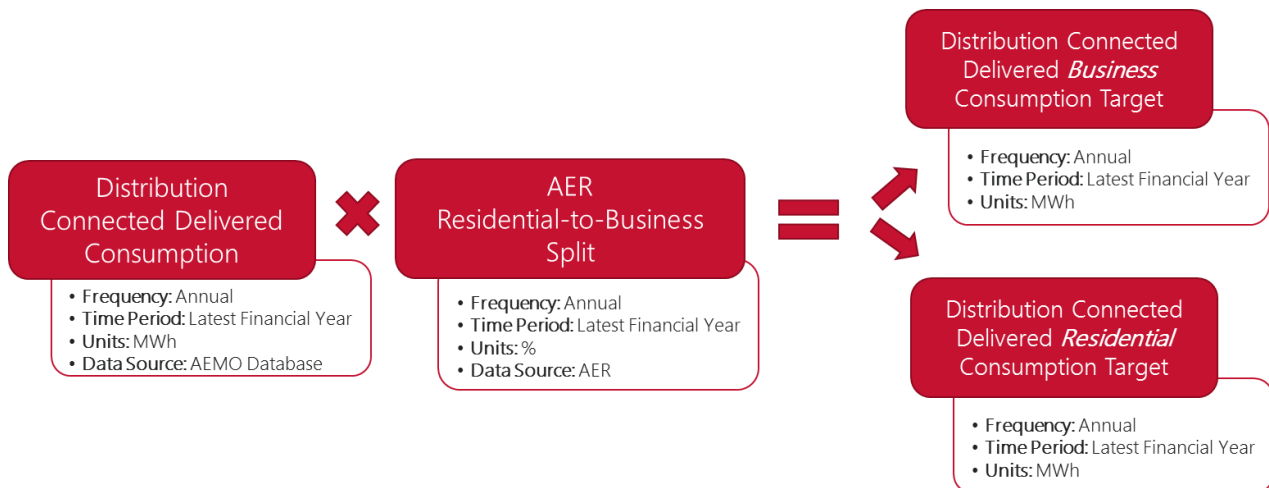 Distribution
Connected Delivered
Consumption
• Frequency: Annual
• Time Period: Latest Financial Year
• Units: MWh
• Data Source: AEMO Database
AER
Residential-to-Business
Split
• Frequency: Annual
• Time Period: Latest Financial Year
• Units: %
• Data Source: AER
Distribution Connected
Delivered Business
Consumption Target
• Frequency: Annual
• Time Period: Latest Financial Year
• Units: MWh
Distribution Connected
Delivered Residential
Consumption Target
• Frequency: Annual
• Time Period: Latest Financial Year
• Units: MWh